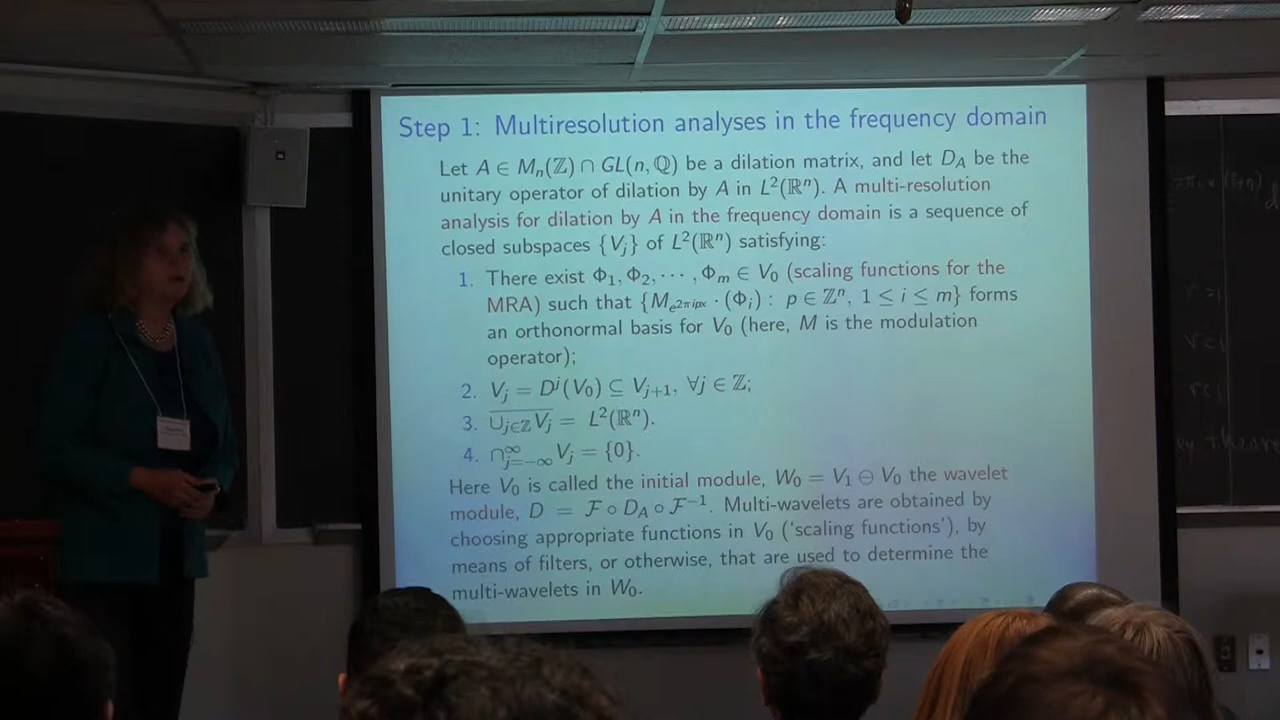 Step 1: Multiresolution analyses in the frequency domain
Let A ∈ Mₙ(ℤ) ∩ GL(n, ℚ) be a dilation matrix, and let D_A be the
unitary operator of dilation by A in L²(ℝⁿ). A multi-resolution
analysis for dilation by A in the frequency domain is a sequence of
closed subspaces {V_j} of L²(ℝⁿ) satisfying:
1. There exist Φ₁, Φ₂, ⋯ , Φ_m ∈ V₀ (scaling functions for the
MRA) such that {M_{e^{2πipx}} · (Φ_i) : p ∈ ℤⁿ, 1 ≤ i ≤ m} forms
an orthonormal basis for V₀ (here, M is the modulation
operator);
2. V_j = D^j(V₀) ⊆ V_{j+1}, ∀j ∈ ℤ;
3. \overline{∪_{j∈ℤ} V_j} = L²(ℝⁿ).
4. ∩_{j=−∞}^{∞} V_j = {0}.
Here V₀ is called the initial module, W₀ = V₁ ⊖ V₀ the wavelet
module, D = ℱ ∘ D_A ∘ ℱ⁻¹. Multi-wavelets are obtained by
choosing appropriate functions in V₀ ('scaling functions'), by
means of filters, or otherwise, that are used to determine the
multi-wavelets in W₀.